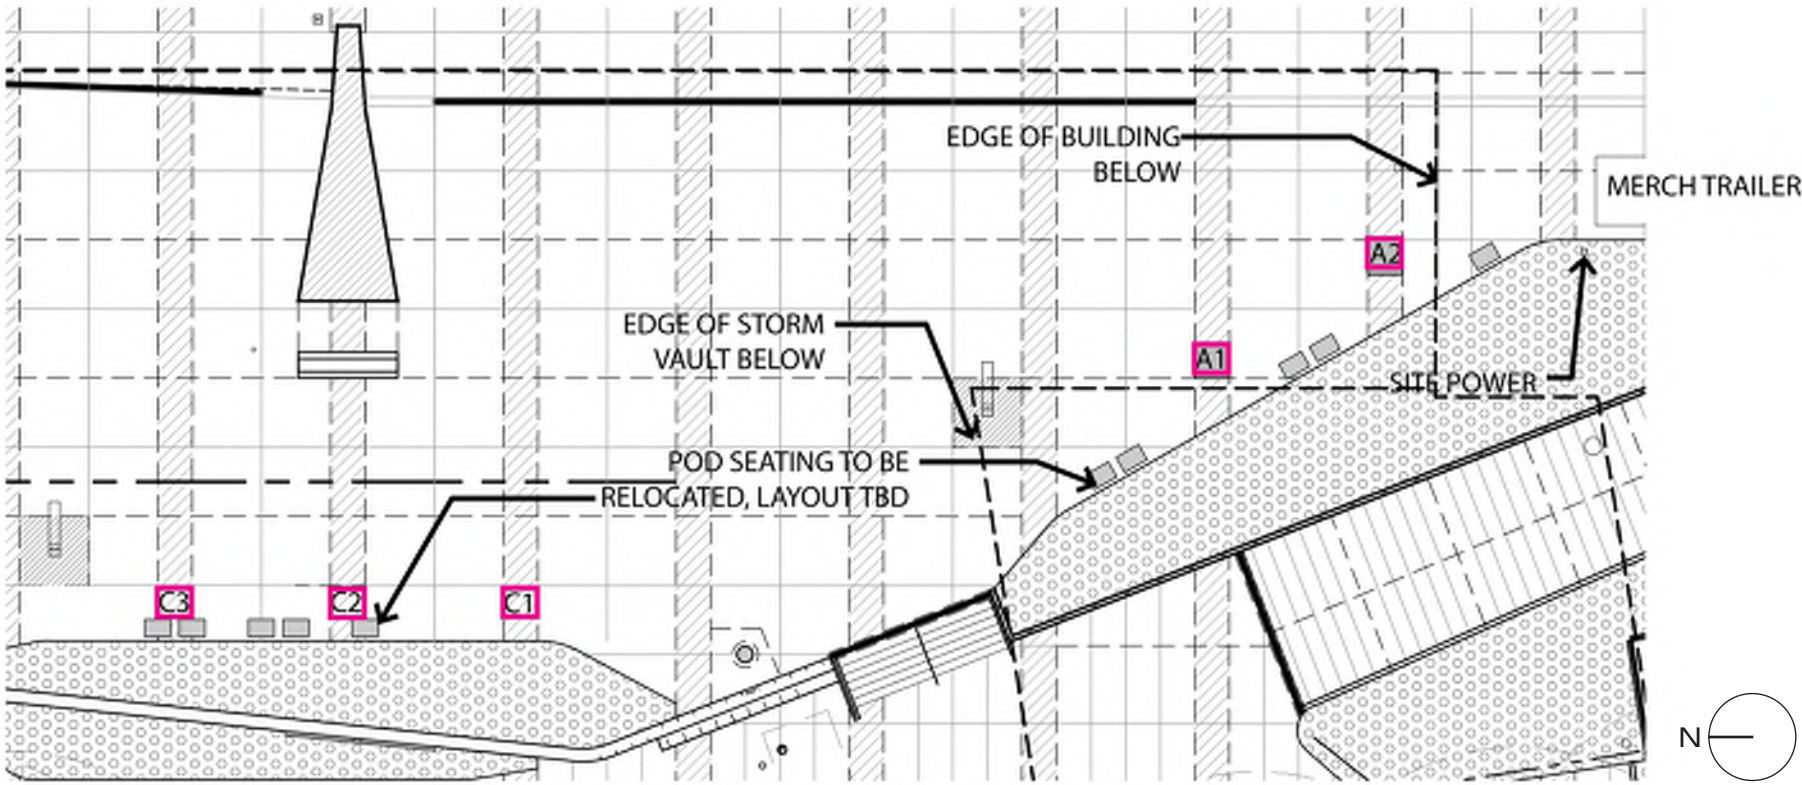 EDGE OF BUILDING
BELOW
MERCH TRAILER
A2
EDGE OF STORM
VAULT BELOW
A1
SITE POWER
POD SEATING TO BE
RELOCATED, LAYOUT TBD
C3
C2
C1
N